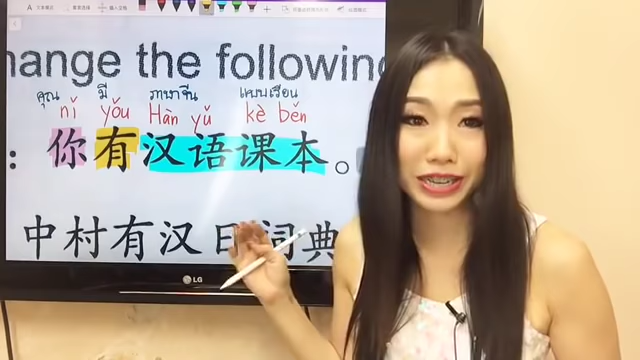 hange the following
คุณ มี ภาษาจีน แบบเรียน
nǐ yǒu Hàn yǔ kè běn
: 你有汉语课本。
中村有汉日词典
LG